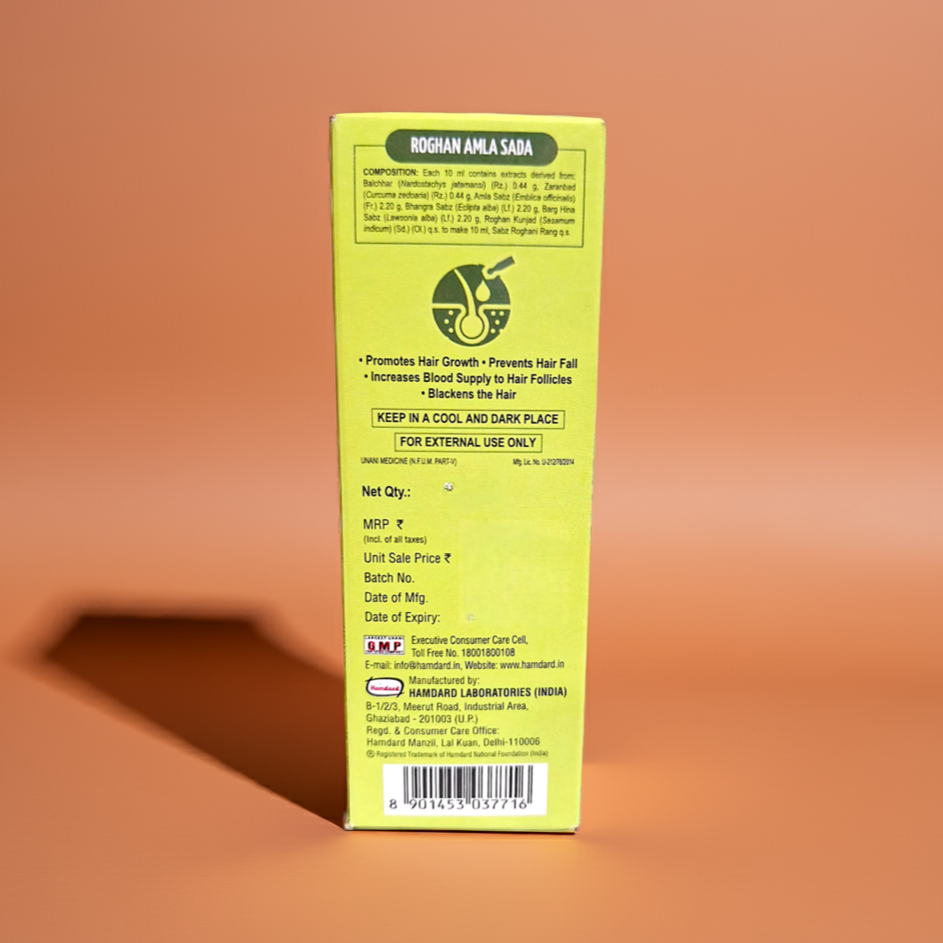 ROGHAN AMLA SADA
COMPOSITION: Each 10 ml contains extracts derived from:
Balchhar (Nardostachys jatamansi) (Rz.) 0.44 g, Zaranbad
(Curcuma zedoaria) (Rz.) 0.44 g, Amla Sabz (Emblica officinalis)
(Fr.) 2.20 g, Bhangra Sabz (Eclipta alba) (Lf.) 2.20 g, Barg Hina
Sabz (Lawsonia alba) (Lf.) 2.20 g, Roghan Kunjad (Sesamum
indicum) (Sd.) (Ol.) q.s. to make 10 ml, Sabz Roghani Rang q.s.
• Promotes Hair Growth • Prevents Hair Fall
• Increases Blood Supply to Hair Follicles
• Blackens the Hair
KEEP IN A COOL AND DARK PLACE
FOR EXTERNAL USE ONLY
UNANI MEDICINE (N.F.U.M. PART-V) Mfg. Lic. No. U-212/78/2014
Net Qty.:
MRP ₹
(Incl. of all taxes)
Unit Sale Price ₹
Batch No.
Date of Mfg.
Date of Expiry:
GMP
Executive Consumer Care Cell,
Toll Free No. 18001800108
E-mail: info@hamdard.in, Website: www.hamdard.in
Hamdard
Manufactured by:
HAMDARD LABORATORIES (INDIA)
B-1/2/3, Meerut Road, Industrial Area,
Ghaziabad - 201003 (U.P.)
Regd. & Consumer Care Office:
Hamdard Manzil, Lal Kuan, Delhi-110006
® Registered Trademark of Hamdard National Foundation (India)
8 901453 037716